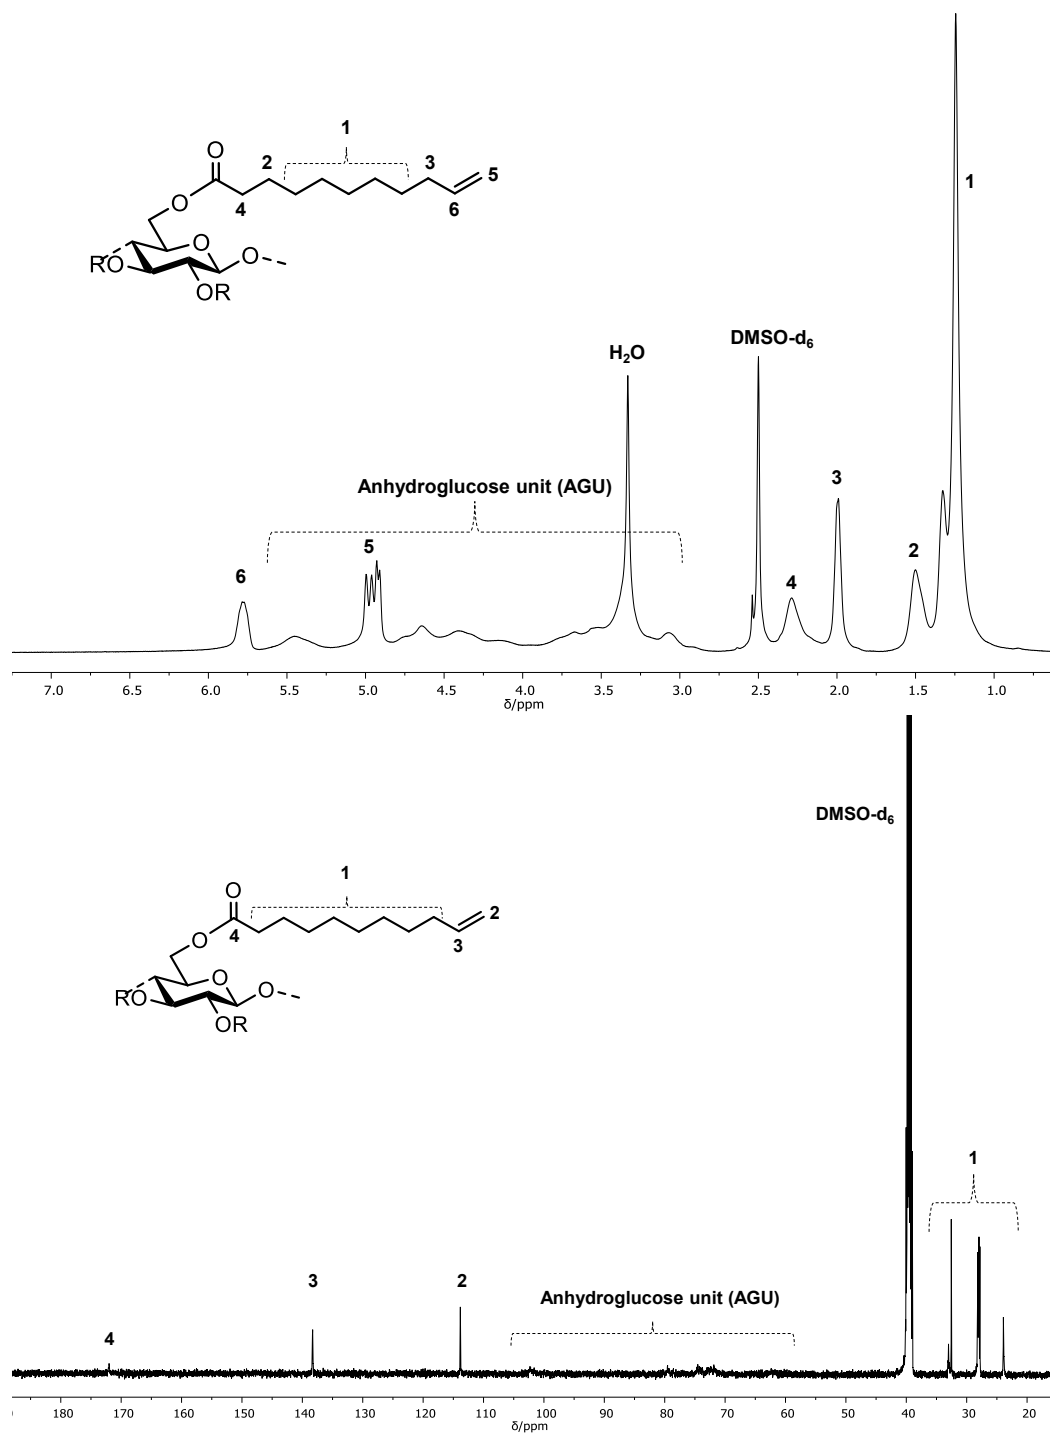 1
O
2
3
5
O
4
6
1
O
O
RO
OR
DMSO-d6
H2O
Anhydroglucose unit (AGU)
3
5
2
6
4
7.0 6.5 6.0 5.5 5.0 4.5 4.0 3.5 3.0 2.5 2.0 1.5 1.0
δ/ppm
DMSO-d6
1
O
2
4
3
O
O
O
RO
OR
1
3
2
Anhydroglucose unit (AGU)
4
180 170 160 150 140 130 120 110 100 90 80 70 60 50 40 30 20
δ/ppm